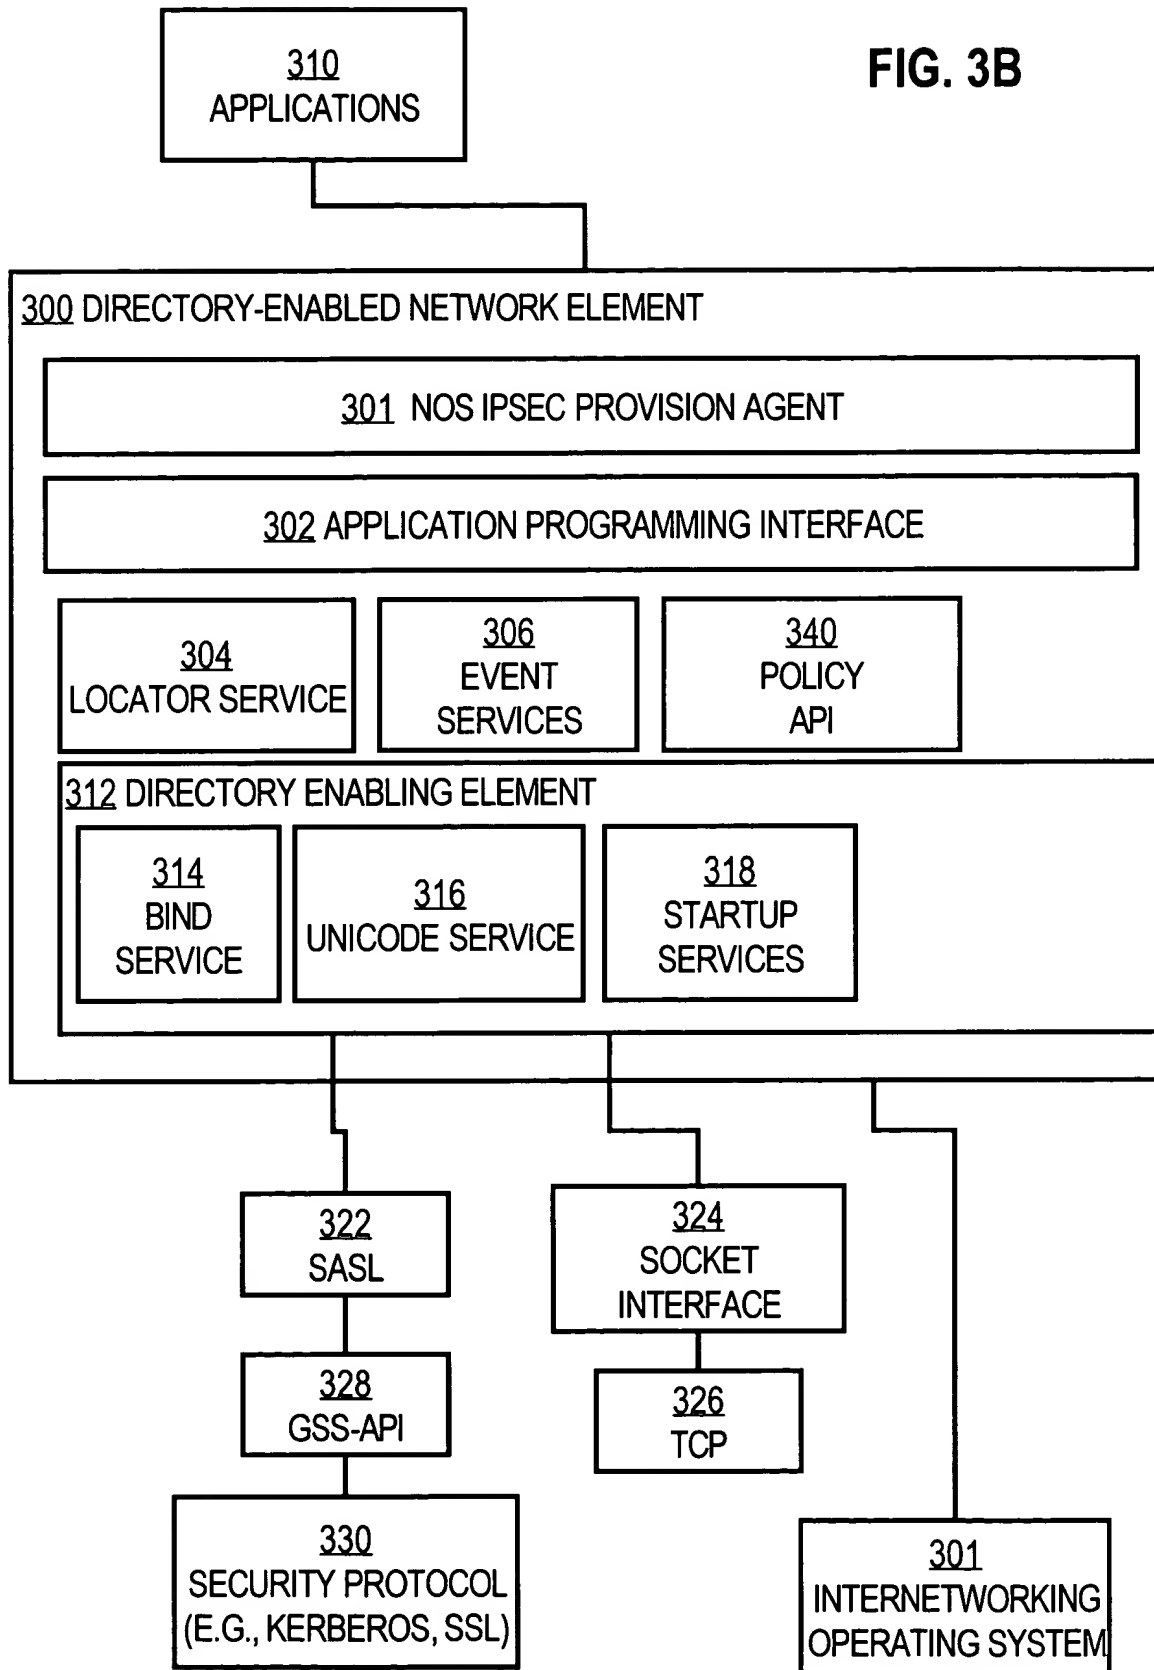 FIG. 3B
310
APPLICATIONS
300 DIRECTORY-ENABLED NETWORK ELEMENT
301 NOS IPSEC PROVISION AGENT
302 APPLICATION PROGRAMMING INTERFACE
304
LOCATOR SERVICE
306
EVENT
SERVICES
340
POLICY
API
312 DIRECTORY ENABLING ELEMENT
314
BIND
SERVICE
316
UNICODE SERVICE
318
STARTUP
SERVICES
322
SASL
324
SOCKET
INTERFACE
328
GSS-API
326
TCP
330
SECURITY PROTOCOL
(E.G., KERBEROS, SSL)
301
INTERNETWORKING
OPERATING SYSTEM